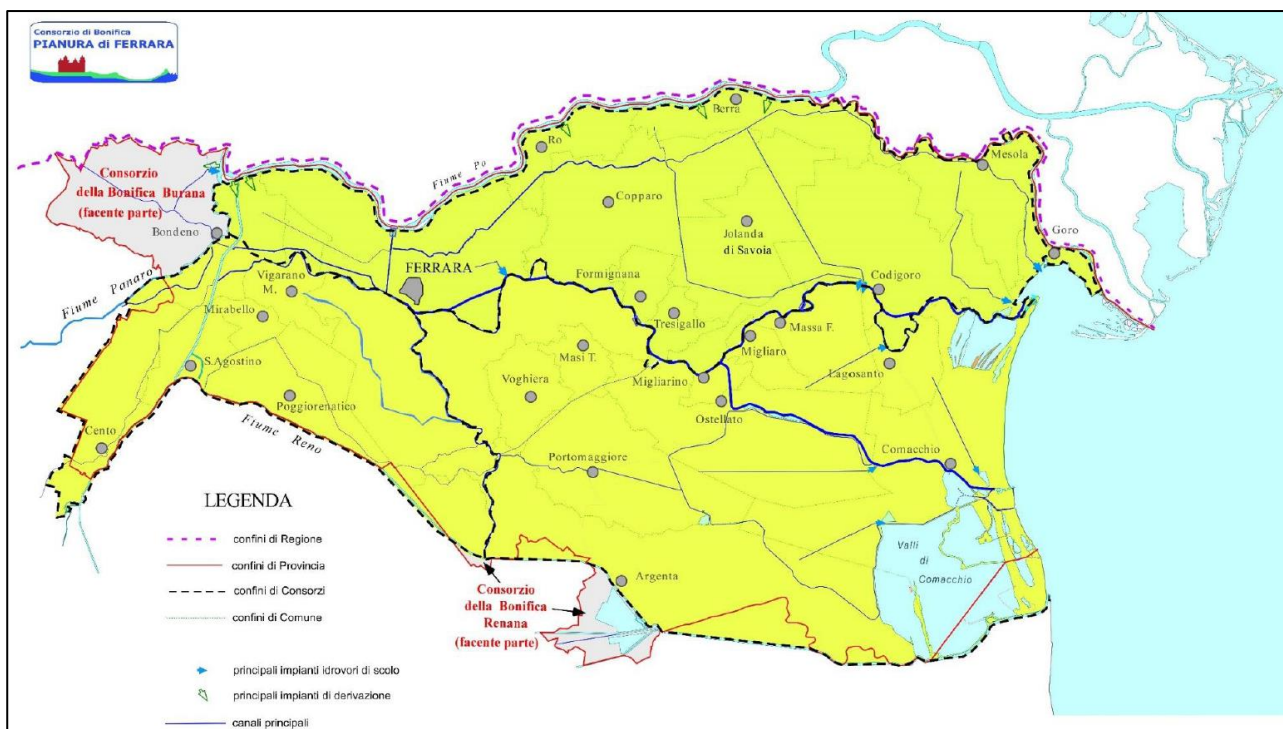 Consorzio di Bonifica
PIANURA di FERRARA
Berra
Ro
Mesola
Fiume Po
Consorzio
della Bonifica Burana
(facente parte)
Copparo
Jolanda
di Savoia
Bondeno
Goro
FERRARA
Formignana
Codigoro
Vigarano
M.
Fiume Panaro
Mirabello
Tresigallo
Massa F.
Migliaro
Masi T.
S.Agostino
Voghiera
Migliarino
Lagosanto
Poggiorenatico
Ostellato
Fiume Reno
Cento
Portomaggiore
Comacchio
Valli
di
Comacchio
Argenta
Consorzio
della Bonifica
Renana
(facente parte)
LEGENDA
confini di Regione
confini di Provincia
confini di Consorzi
confini di Comune
principali impianti idrovori di scolo
principali impianti di derivazione
canali principali